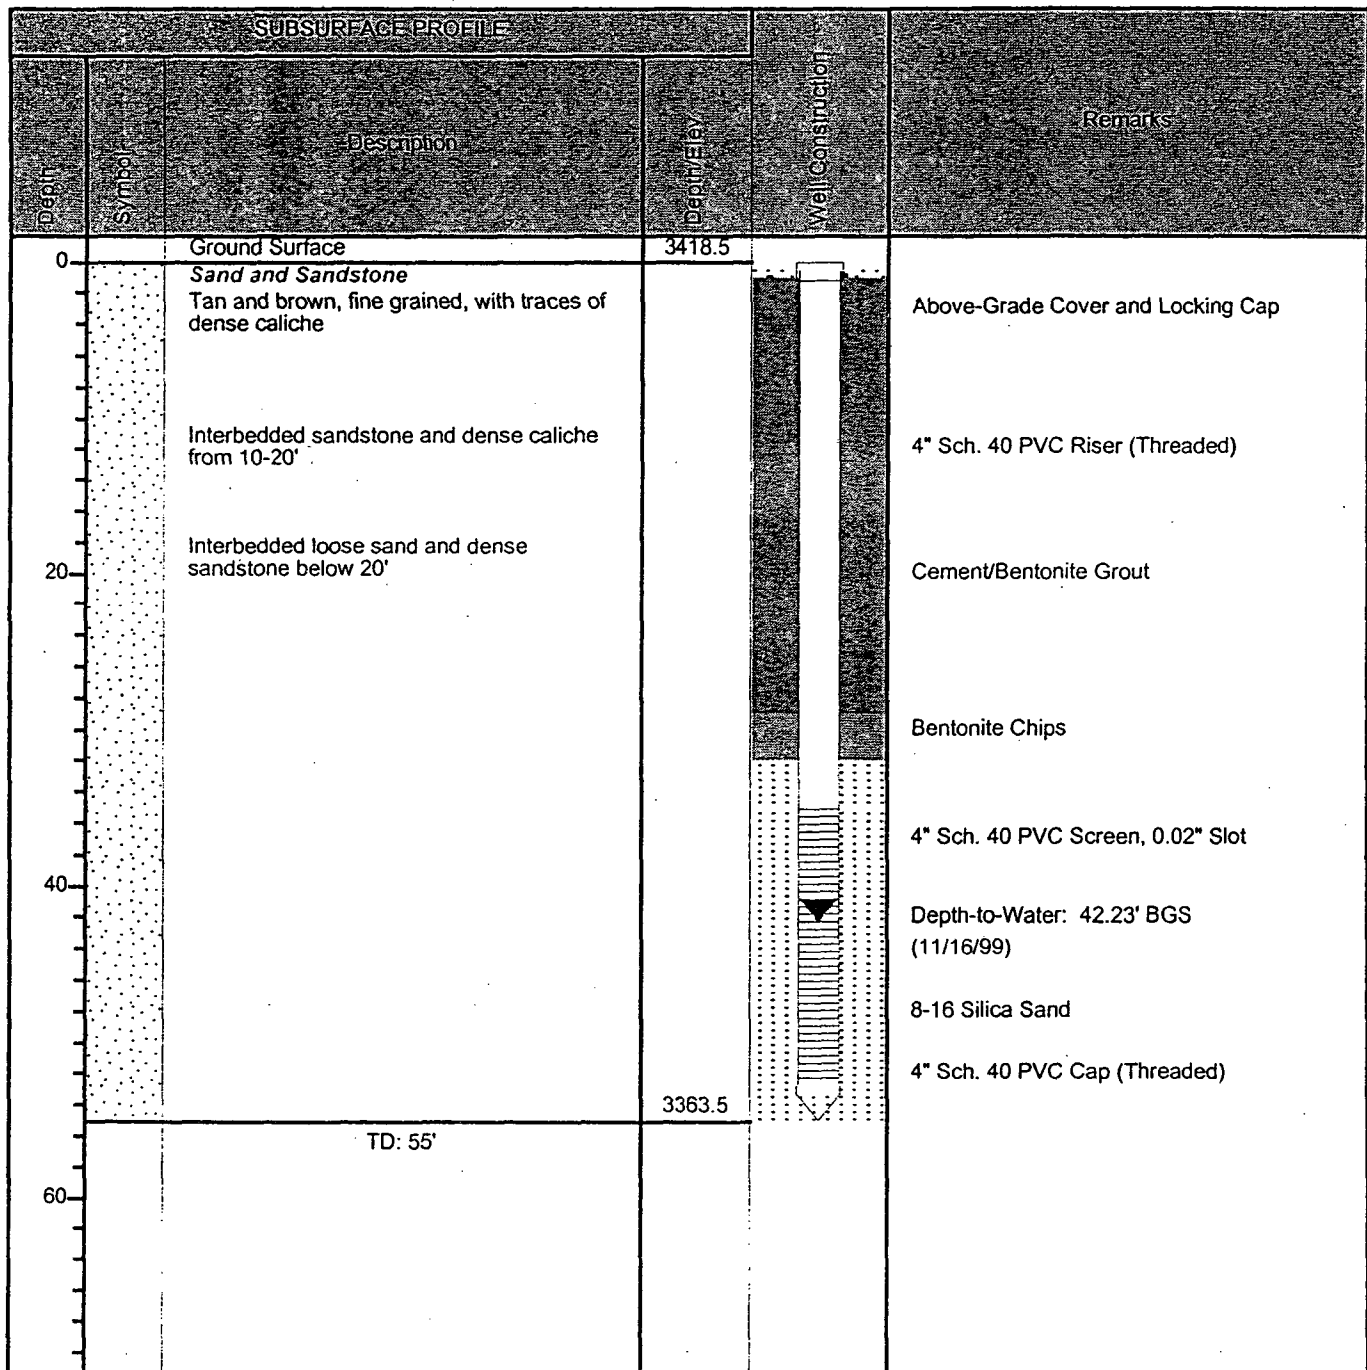 SUBSURFACE PROFILE
Depth
Symbol
Description
Depth/Elev
Well Construction
Remarks
Ground Surface
3418.5
0
Sand and Sandstone
Tan and brown, fine grained, with traces of
dense caliche
Above-Grade Cover and Locking Cap
Interbedded sandstone and dense caliche
from 10-20'
4" Sch. 40 PVC Riser (Threaded)
Interbedded loose sand and dense
sandstone below 20'
20
Cement/Bentonite Grout
Bentonite Chips
4" Sch. 40 PVC Screen, 0.02" Slot
40
Depth-to-Water: 42.23' BGS
(11/16/99)
8-16 Silica Sand
4" Sch. 40 PVC Cap (Threaded)
3363.5
TD: 55'
60